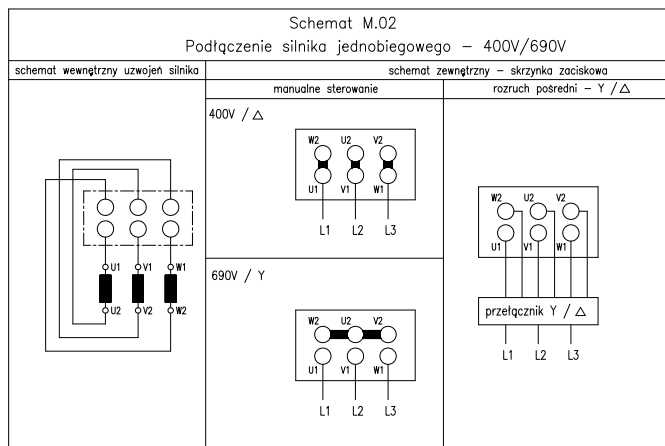 Schemat M.02
Podłączenie silnika jednobiegowego – 400V/690V
schemat wewnętrzny uzwojeń silnika
schemat zewnętrzny – skrzynka zaciskowa
manualne sterowanie
rozruch pośredni – Y / △
U1 V1 W1
U2 V2 W2
400V / △
W2 U2 V2
U1 V1 W1
L1 L2 L3
690V / Y
W2 U2 V2
U1 V1 W1
L1 L2 L3
W2 U2 V2
U1 V1 W1
przełącznik Y / △
L1 L2 L3